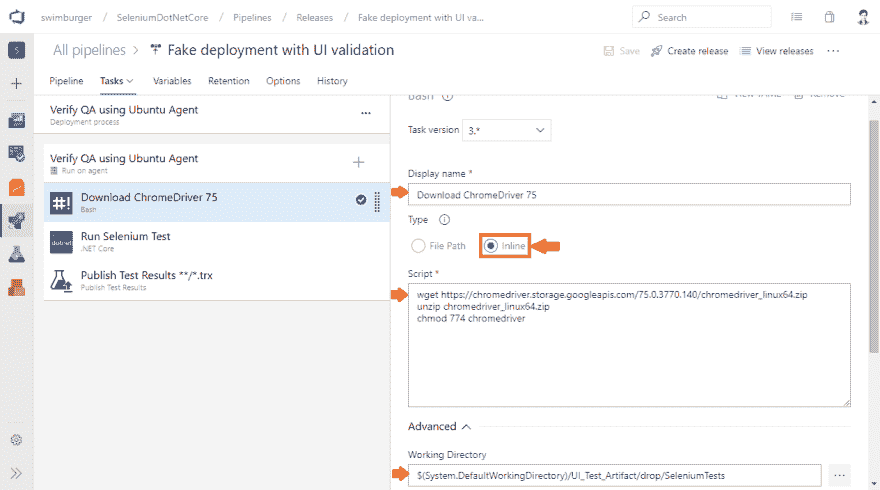 swimburger / SeleniumDotNetCore / Pipelines / Releases / Fake deployment with UI va...
Search
S
All pipelines > Fake deployment with UI validation
Save Create release View releases ...
Pipeline Tasks Variables Retention Options History
Verify QA using Ubuntu Agent
Deployment process
Verify QA using Ubuntu Agent
Run on agent
#!
Download ChromeDriver 75
Bash
dotnet
Run Selenium Test
.NET Core
Publish Test Results **/*.trx
Publish Test Results
Bash
Task version 3.*
Display name *
Download ChromeDriver 75
Type
File Path Inline
Script *
wget https://chromedriver.storage.googleapis.com/75.0.3770.140/chromedriver_linux64.zip
unzip chromedriver_linux64.zip
chmod 774 chromedriver
Advanced
Working Directory
$(System.DefaultWorkingDirectory)/UI_Test_Artifact/drop/SeleniumTests
...